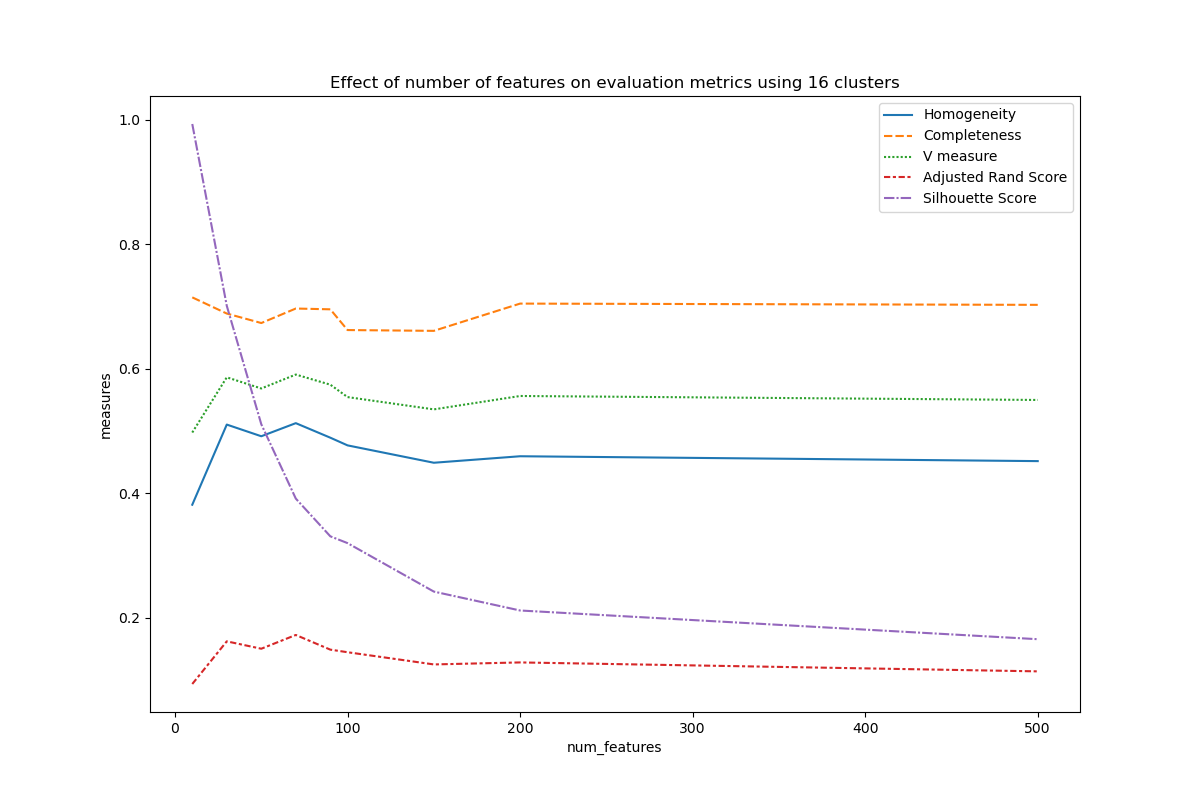 Effect of number of features on evaluation metrics using 16 clusters
Homogeneity
Completeness
V measure
Adjusted Rand Score
Silhouette Score
measures
1.0
0.8
0.6
0.4
0.2
0 100 200 300 400 500
num_features